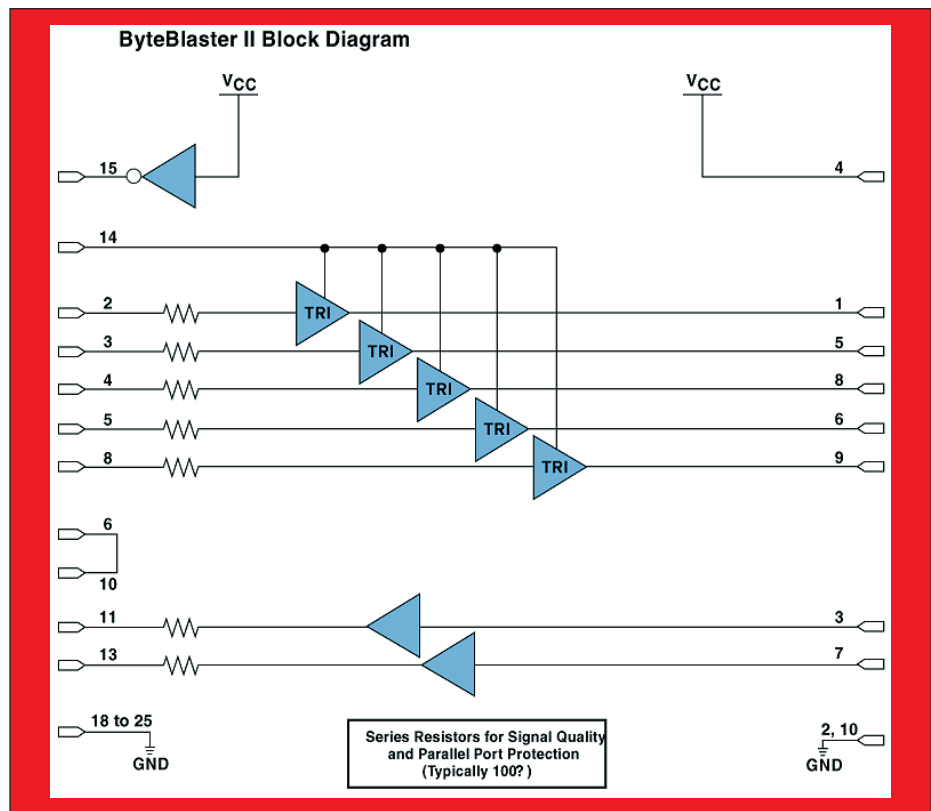 ByteBlaster II Block Diagram
VCC
VCC
15
4
14
2
TRI
1
3
TRI
5
4
TRI
8
5
TRI
6
8
TRI
9
6
10
11
3
13
7
18 to 25
GND
Series Resistors for Signal Quality
and Parallel Port Protection
(Typically 100? )
2, 10
GND